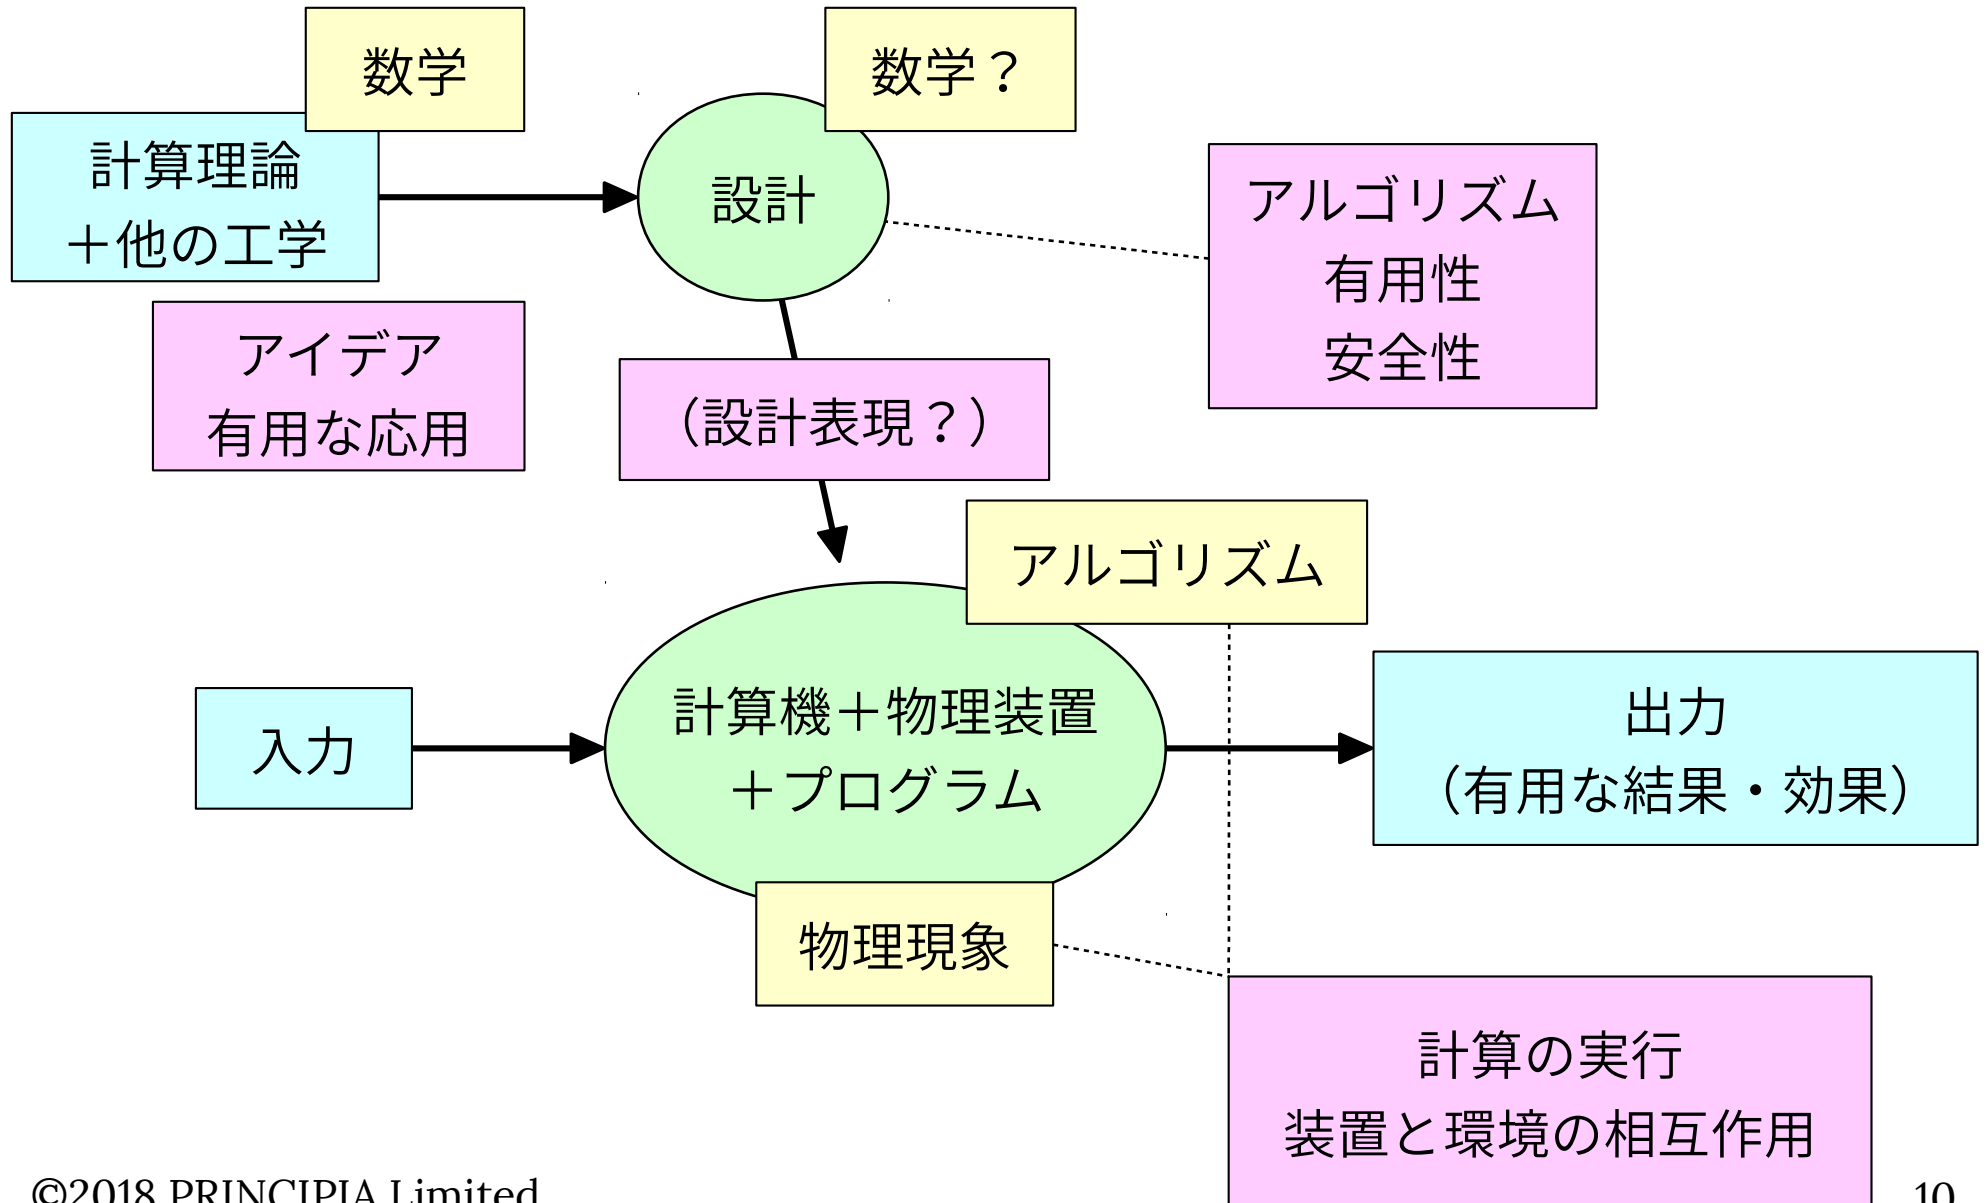 数学
数学？
計算理論
＋他の工学
設計
アルゴリズム
有用性
安全性
アイデア
有用な応用
（設計表現？）
アルゴリズム
入力
計算機＋物理装置
＋プログラム
出力
（有用な結果・効果）
物理現象
計算の実行
装置と環境の相互作用
©2018 PRINCIPIA Limited
10